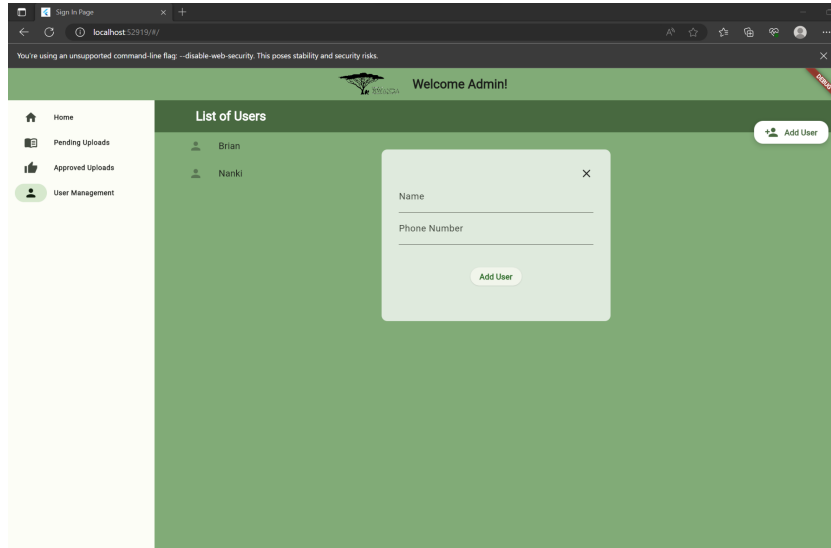 Sign In Page
localhost:52919/#/
You're using an unsupported command-line flag: --disable-web-security. This poses stability and security risks.
Welcome Admin!
DEBUG
Home
Pending Uploads
Approved Uploads
User Management
List of Users
Add User
Brian
Nanki
Name
Phone Number
Add User